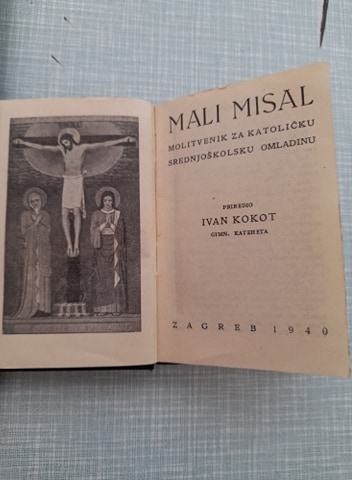 MALI MISAL
MOLITVENIK ZA KATOLIČKU
SREDNJOŠKOLSKU OMLADINU
PRIREDIO
IVAN KOKOT
GIMN. KATEHETA
ZAGREB 1940